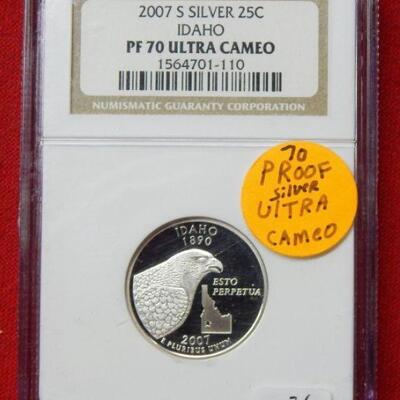 2007 S SILVER 25C
IDAHO
PF 70 ULTRA CAMEO
1564701-110
NUMISMATIC GUARANTY CORPORATION
70
PROOF
silver
ULTRA
CAMEO
IDAHO
1890
ESTO
PERPETUA
2007
E PLURIBUS UNUM